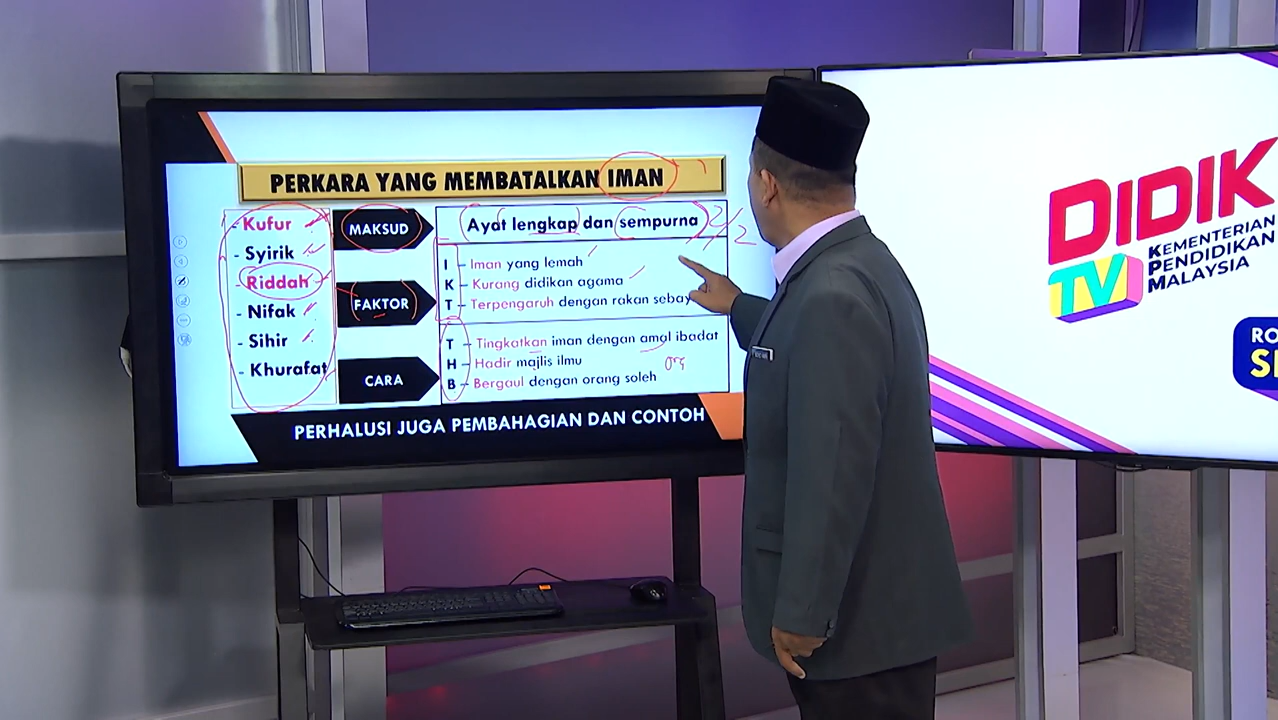 PERKARA YANG MEMBATALKAN IMAN
- Kufur
- Syirik
- Riddah
- Nifak
- Sihir
- Khurafat
MAKSUD
Ayat lengkap dan sempurna
2/2
FAKTOR
I – Iman yang lemah
K – Kurang didikan agama
T – Terpengaruh dengan rakan sebay
CARA
T – Tingkatkan iman dengan amal ibadat
H – Hadir majlis ilmu
B – Bergaul dengan orang soleh
PERHALUSI JUGA PEMBAHAGIAN DAN CONTOH
DIDIK
TV
KEMENTERIAN
PENDIDIKAN
MALAYSIA